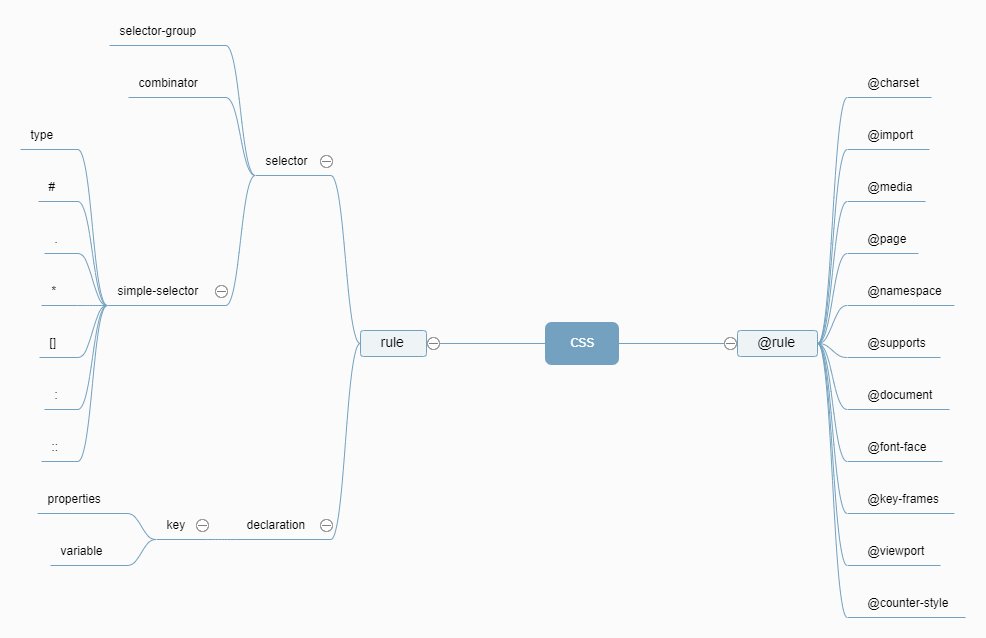 selector-group
combinator
type
#
.
*
[]
:
::
simple-selector
selector
properties
variable
key
declaration
rule
CSS
@rule
@charset
@import
@media
@page
@namespace
@supports
@document
@font-face
@key-frames
@viewport
@counter-style